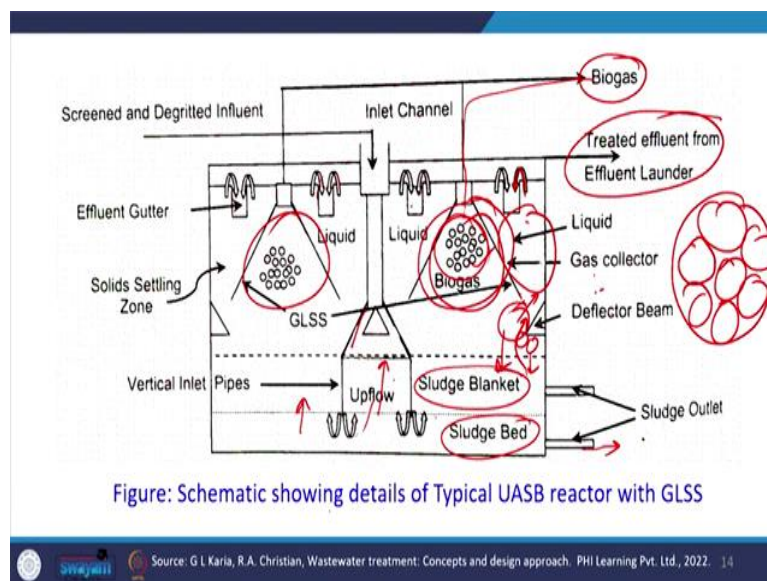 Biogas
Screened and Degritted Influent
Inlet Channel
Treated effluent from
Effluent Launder
Effluent Gutter
Liquid
Liquid
Liquid
Gas collector
Biogas
Solids Settling
Zone
GLSS
Deflector Beam
Vertical Inlet Pipes
Upflow
Sludge Blanket
Sludge Outlet
Sludge Bed
Figure: Schematic showing details of Typical UASB reactor with GLSS
swayam
Source: G L Karia, R.A. Christian, Wastewater treatment: Concepts and design approach. PHI Learning Pvt. Ltd., 2022. 14